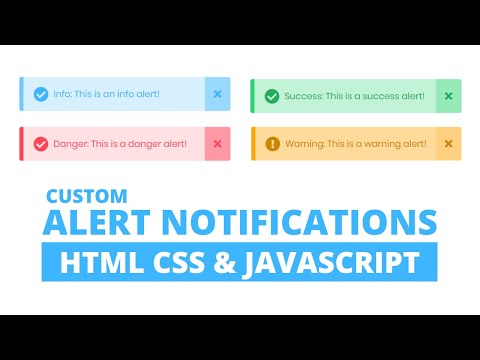 Info: This is an info alert! ×
Success: This is a success alert! ×
Danger: This is a danger alert! ×
Warning: This is a warning alert! ×
CUSTOM
ALERT NOTIFICATIONS
HTML CSS & JAVASCRIPT